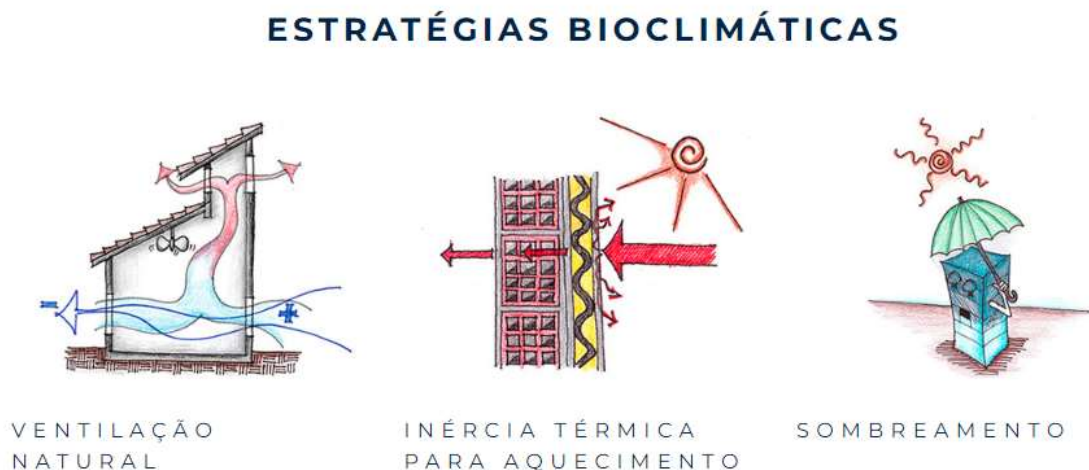 ESTRATÉGIAS BIOCLIMÁTICAS
VENTILAÇÃO
NATURAL
INÉRCIA TÉRMICA
PARA AQUECIMENTO
SOMBREAMENTO